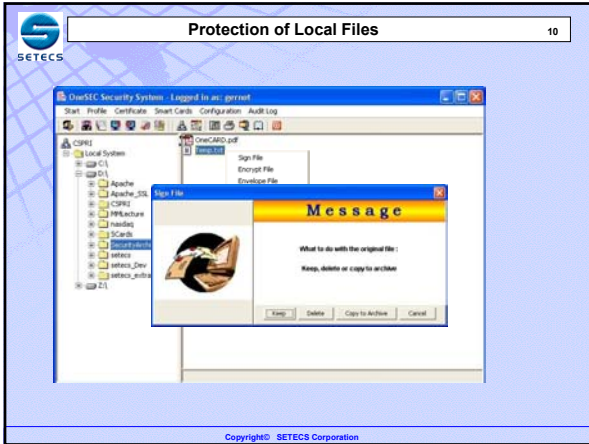 Protection of Local Files
10
SETECS
OneSEC Security System - Logged in as: gernot
Start Profile Certificate Smart Cards Configuration Audit Log
CSPRI
Local System
C:\
D:\
Apache
Apache_SSL
CSPRI
MMLecture
nasdaq
SCards
setecs
setecs_Dev
setecs_extra
Z:\
OneCARD.pdf
Temp.txt
Sign File
Encrypt File
Envelope File
Sign File
Message
What to do with the original file :
Keep, delete or copy to archive
Keep Delete Copy to Archive Cancel
Copyright© SETECS Corporation